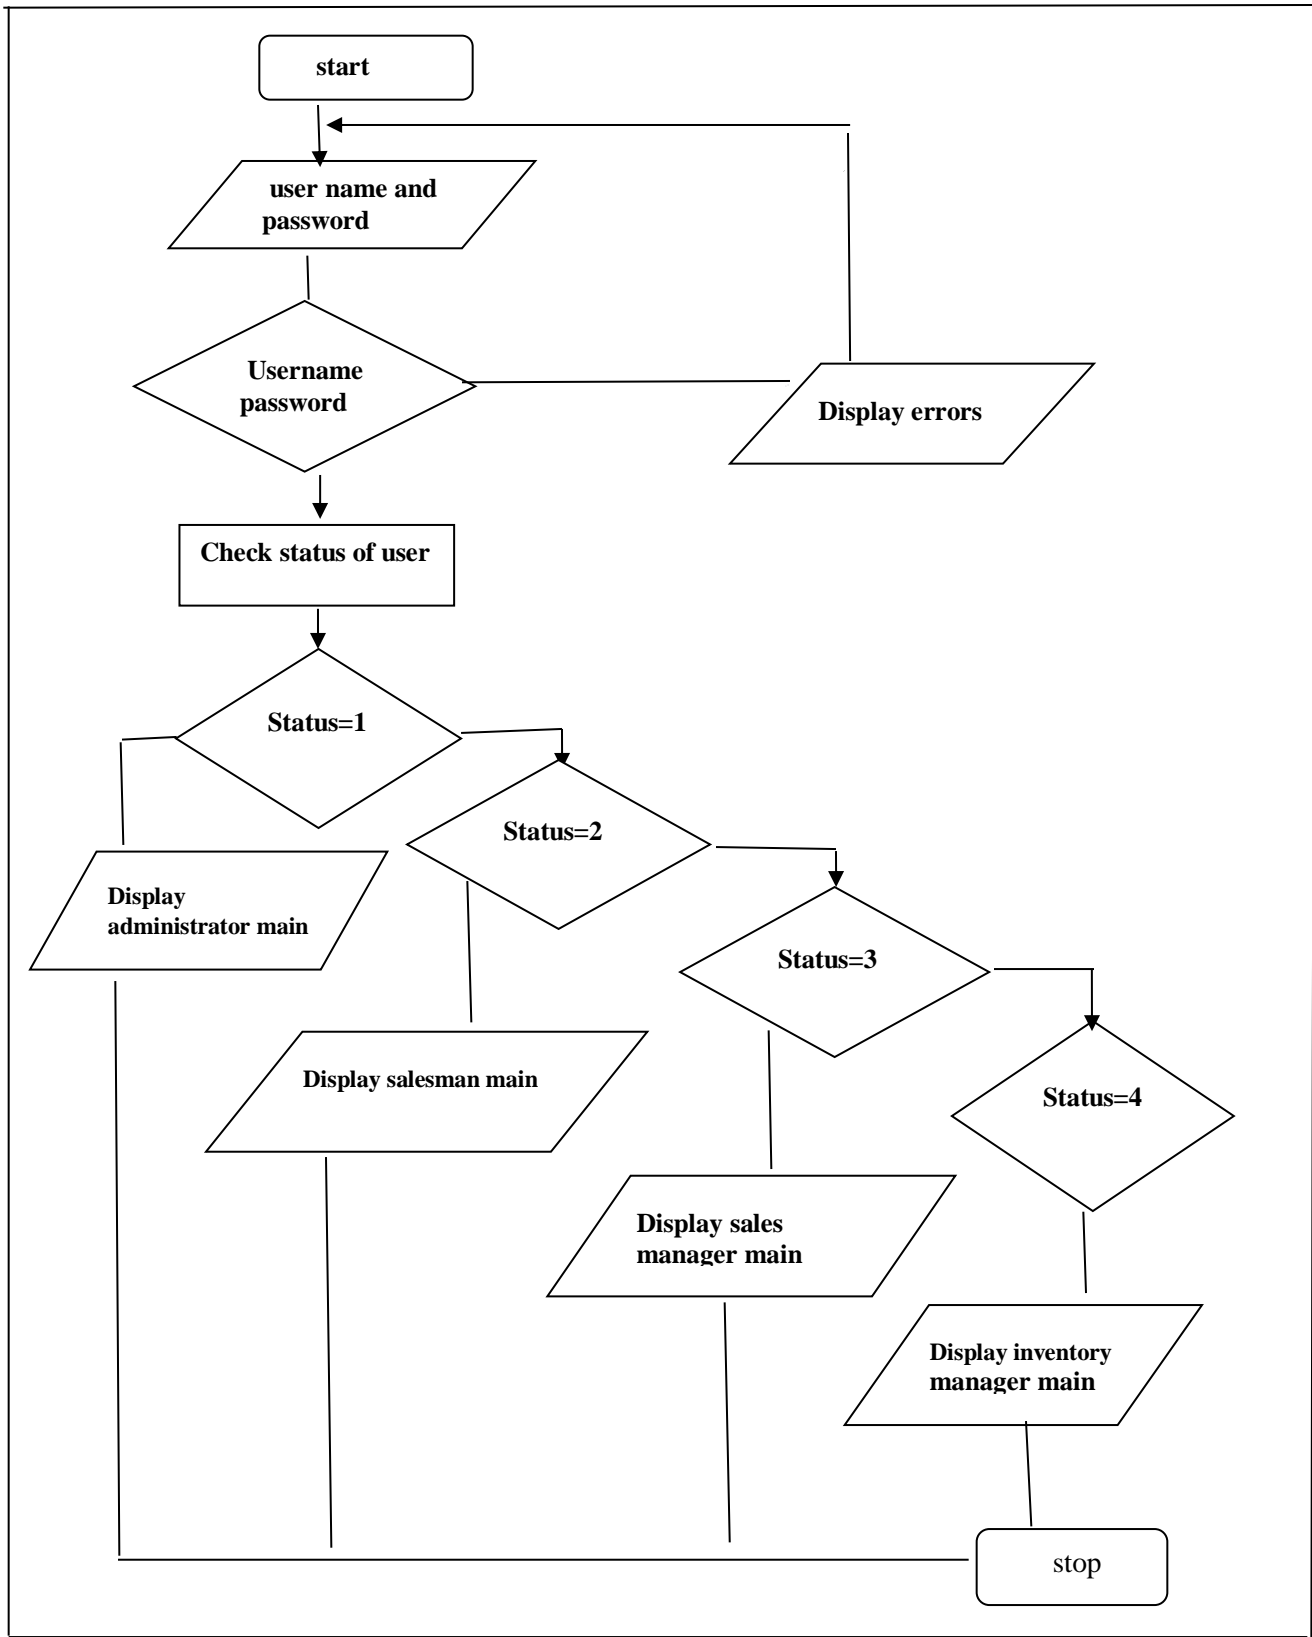 start
user name and
password
Username
password
Display errors
Check status of user
Status=1
Status=2
Display
administrator main
Status=3
Display salesman main
Status=4
Display sales
manager main
Display inventory
manager main
stop